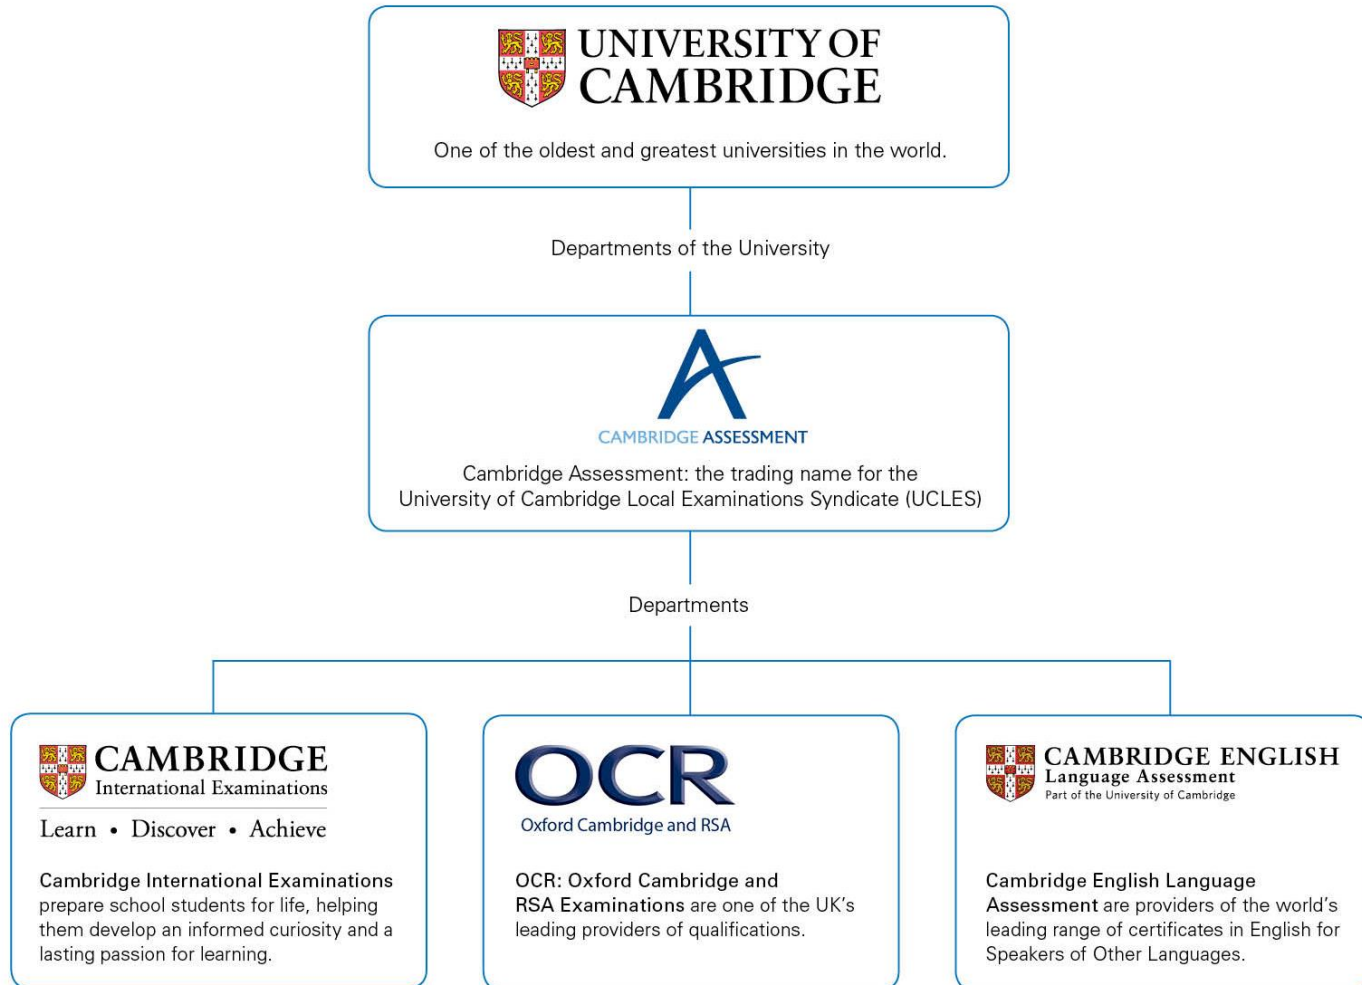 UNIVERSITY OF
CAMBRIDGE
One of the oldest and greatest universities in the world.
Departments of the University
CAMBRIDGE ASSESSMENT
Cambridge Assessment: the trading name for the
University of Cambridge Local Examinations Syndicate (UCLES)
Departments
CAMBRIDGE
International Examinations
Learn • Discover • Achieve
Cambridge International Examinations
prepare school students for life, helping
them develop an informed curiosity and a
lasting passion for learning.
OCR
Oxford Cambridge and RSA
OCR: Oxford Cambridge and
RSA Examinations are one of the UK's
leading providers of qualifications.
CAMBRIDGE ENGLISH
Language Assessment
Part of the University of Cambridge
Cambridge English Language
Assessment are providers of the world's
leading range of certificates in English for
Speakers of Other Languages.